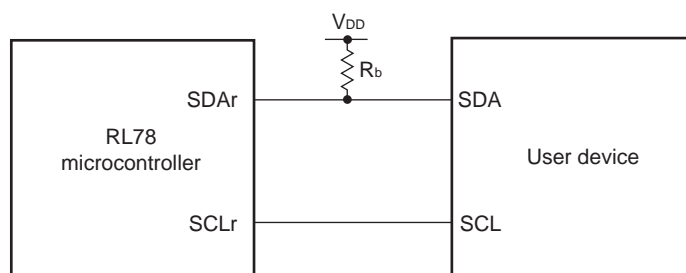 VDD
Rb
SDAr
SDA
RL78
microcontroller
User device
SCLr
SCL